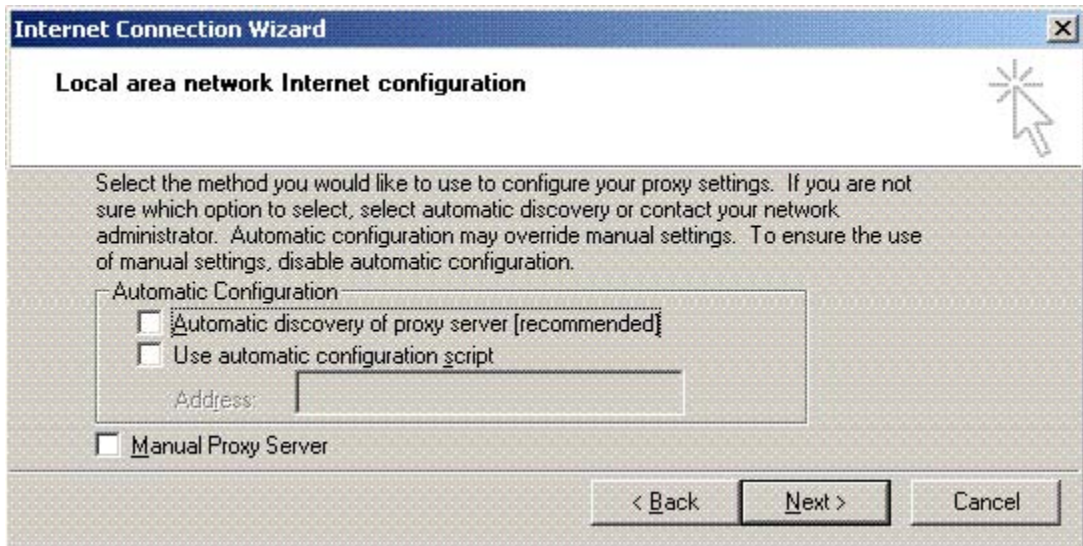 Internet Connection Wizard
Local area network Internet configuration
Select the method you would like to use to configure your proxy settings. If you are not
sure which option to select, select automatic discovery or contact your network
administrator. Automatic configuration may override manual settings. To ensure the use
of manual settings, disable automatic configuration.
Automatic Configuration
Automatic discovery of proxy server [recommended]
Use automatic configuration script
Address:
Manual Proxy Server
< Back Next > Cancel